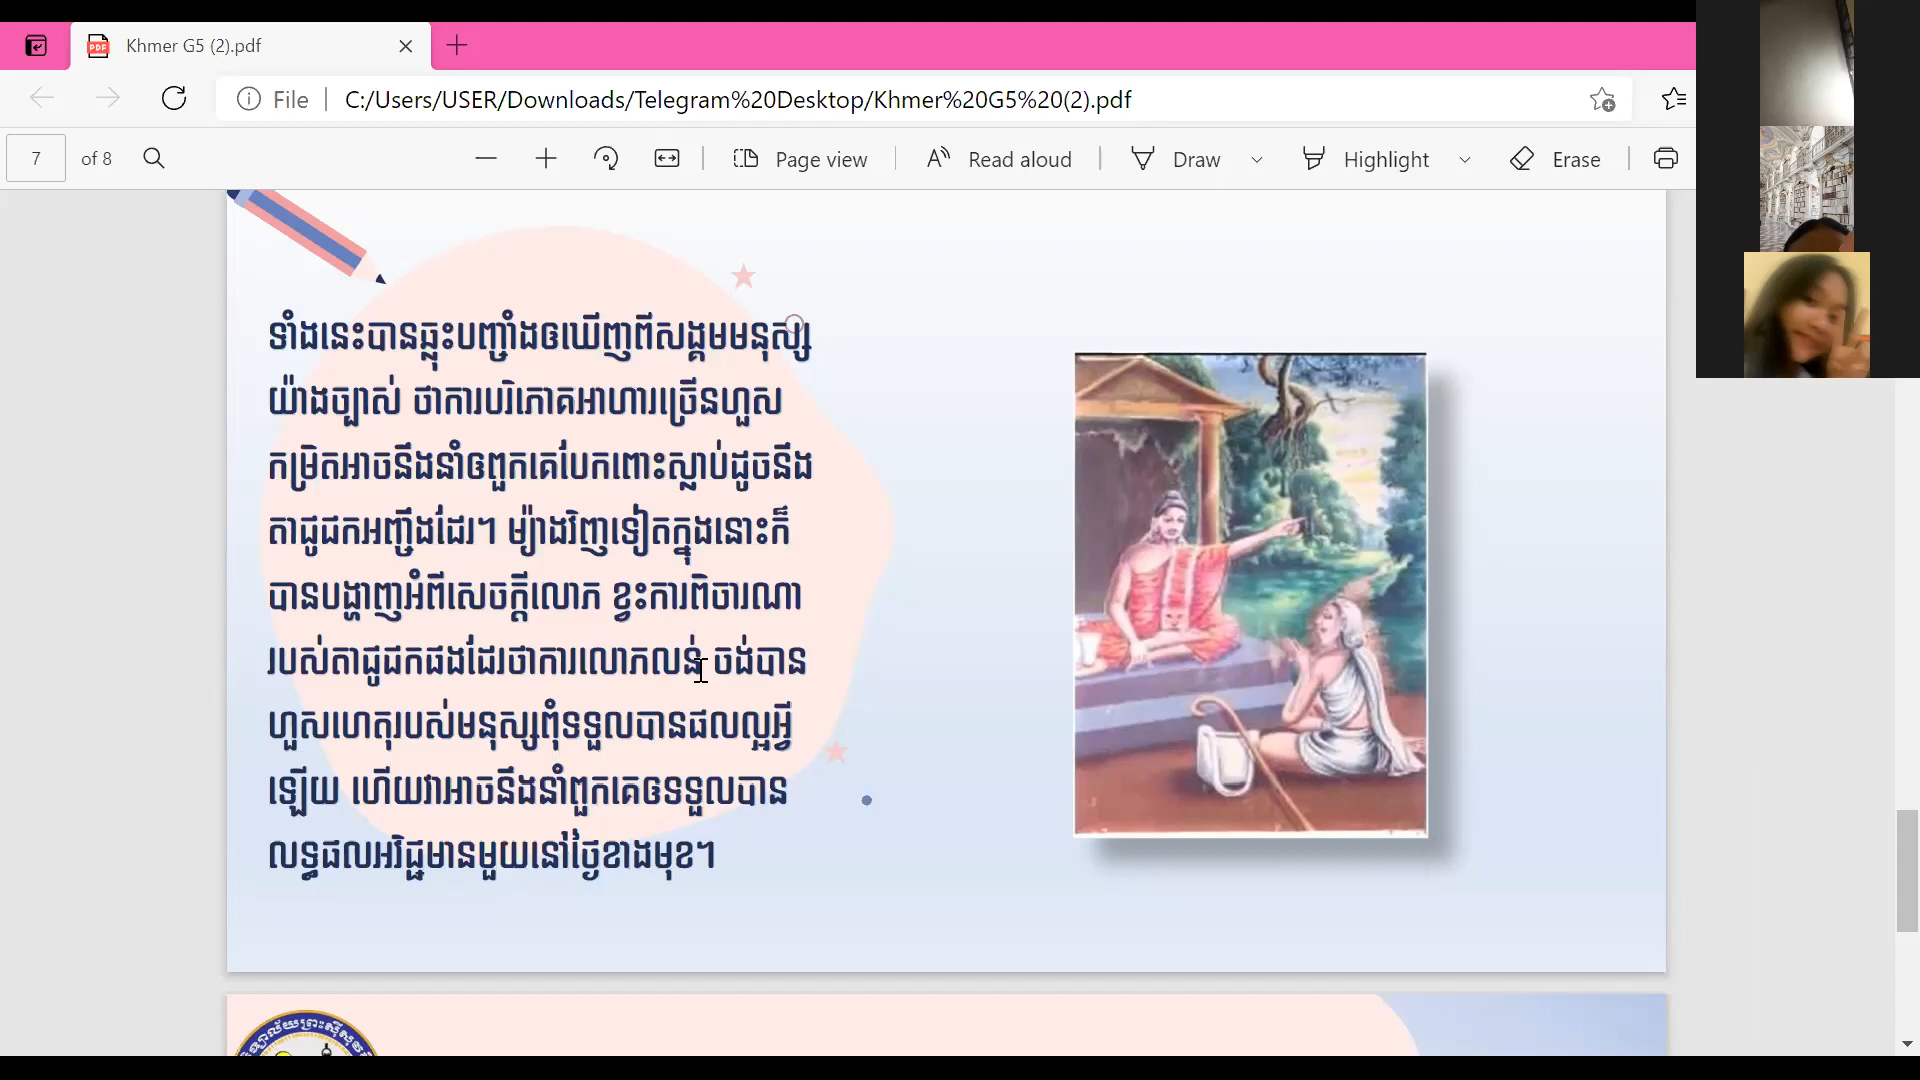 Khmer G5 (2).pdf
File
C:/Users/USER/Downloads/Telegram%20Desktop/Khmer%20G5%20(2).pdf
7 of 8
Page view
Read aloud
Draw
Highlight
Erase
ទាំងនេះបានឆ្លុះបញ្ចាំងឲឃើញពីសង្គមមនុស្ស
យ៉ាងច្បាស់ ថាការបរិភោគអាហារច្រើនហួស
កម្រិតអាចនឹងនាំឲពួកគេបែកពោះស្លាប់ដូចនឹង
តាជូជកអញ្ចឹងដែរ។ ម្យ៉ាងវិញទៀតក្នុងនោះក៏
បានបង្ហាញអំពីសេចក្តីលោភ ខ្វះការពិចារណា
របស់តាជូជកផងដែរថាការលោភលន់ ចង់បាន
ហួសហេតុរបស់មនុស្សពុំទទួលបានផលល្អអ្វី
ឡើយ ហើយវាអាចនឹងនាំពួកគេឲទទួលបាន
លទ្ធផលអវិជ្ជមានមួយនៅថ្ងៃខាងមុខ។